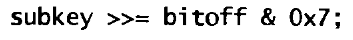 subkey >>= bitoff & 0x7;